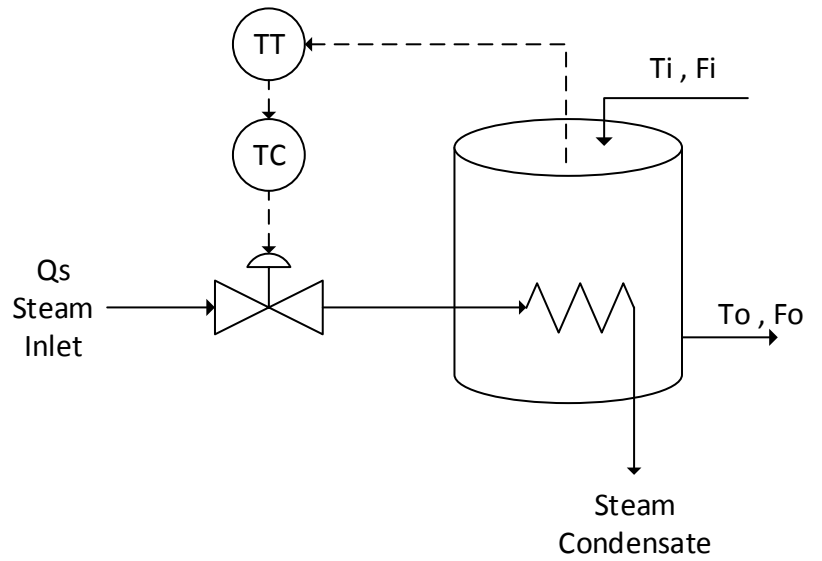 TT
Ti , Fi
TC
Qs
Steam
Inlet
To , Fo
Steam
Condensate